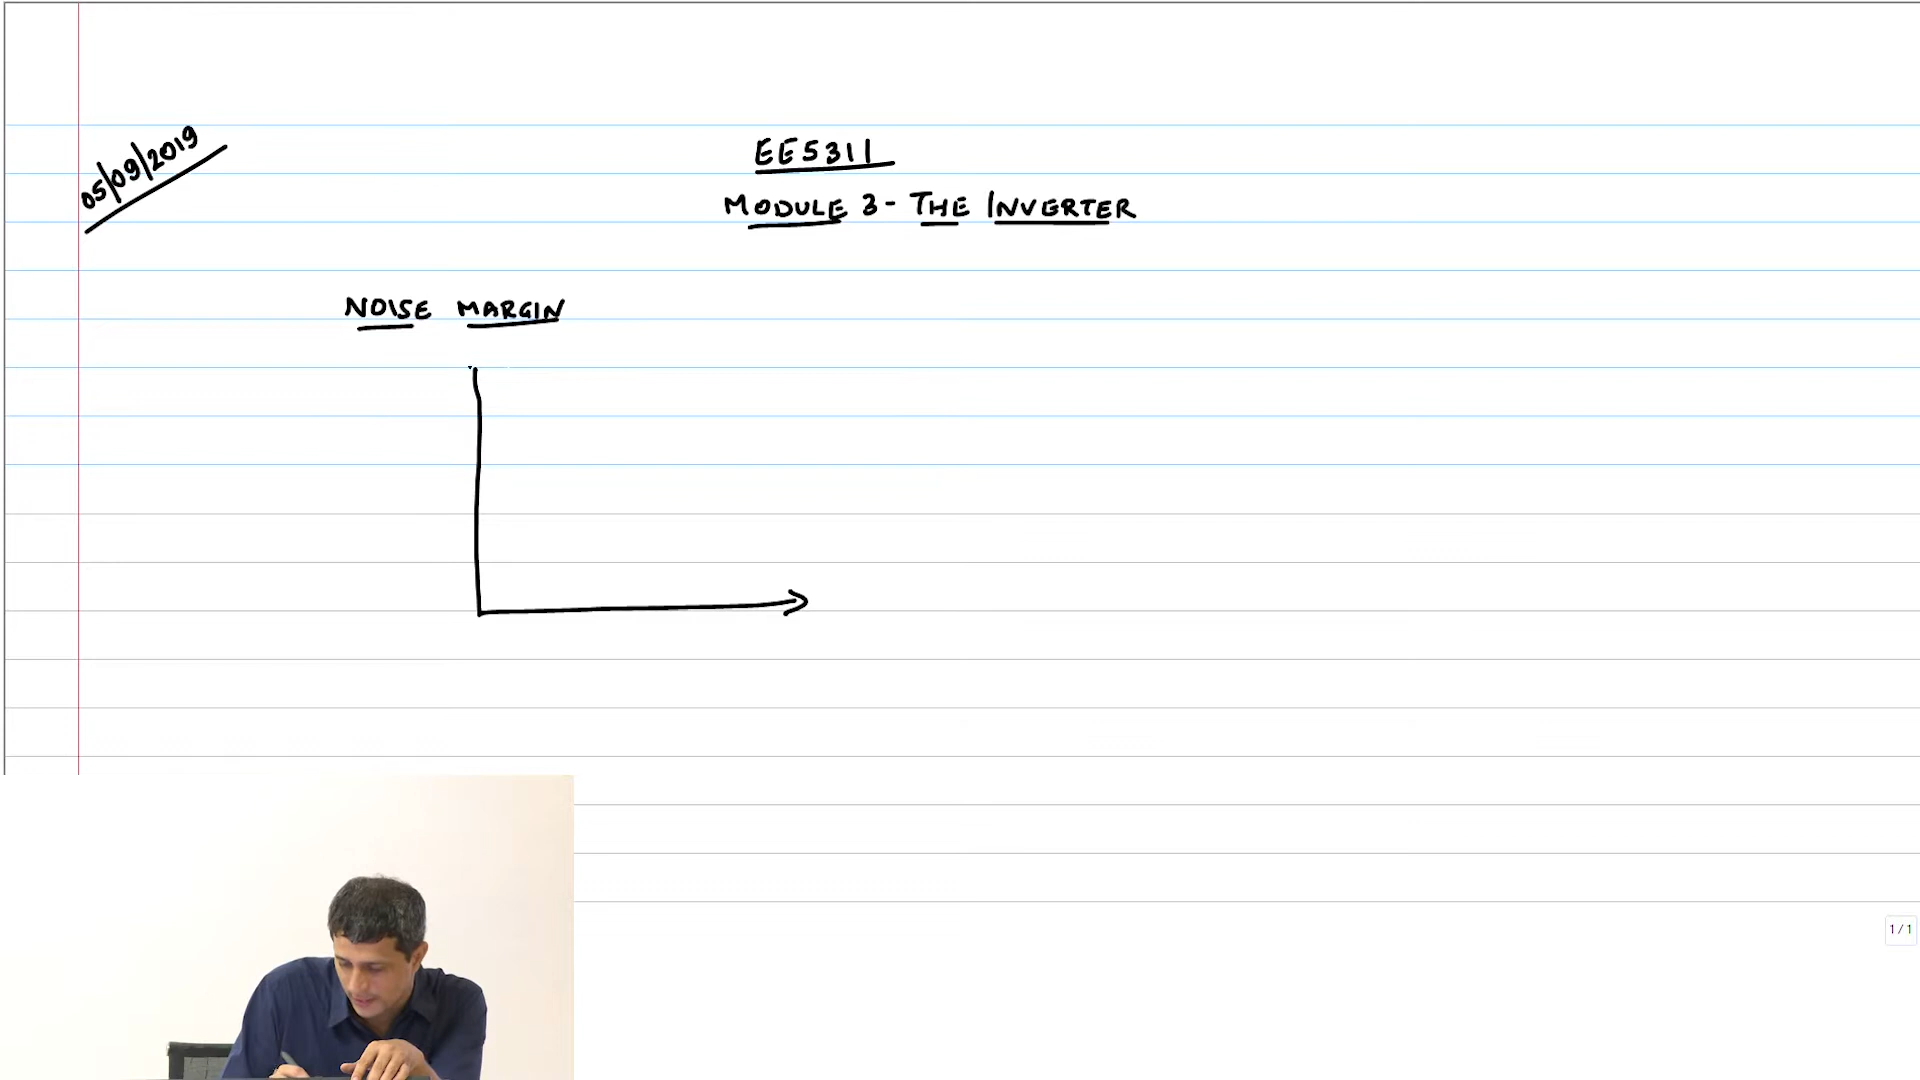 05/09/2019
EE5311
MODULE 3 - THE INVERTER
NOISE MARGIN
1/1